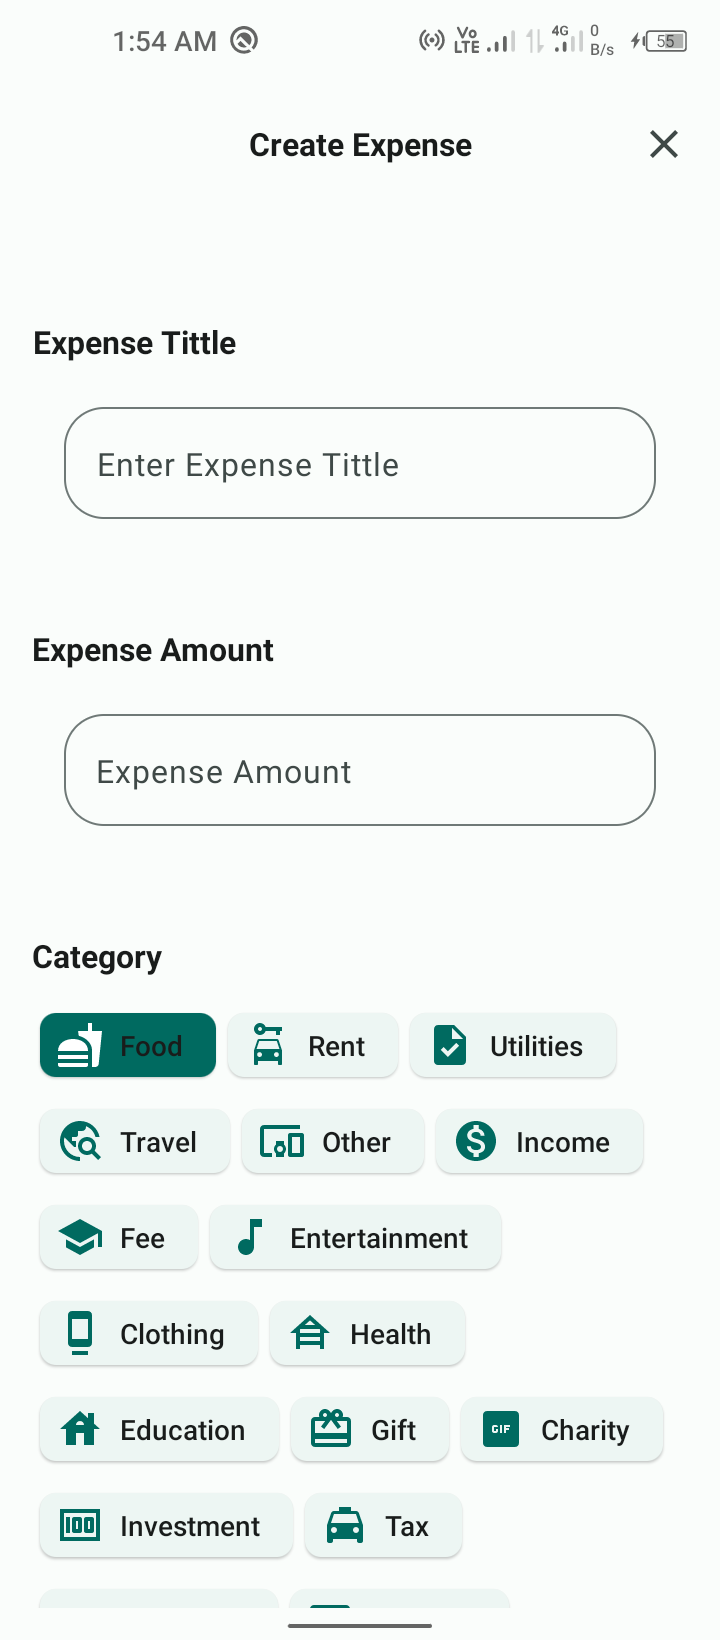 1:54 AM Vo LTE 4G 0 B/s 55
Create Expense
Expense Tittle
Enter Expense Tittle
Expense Amount
Expense Amount
Category
Food Rent Utilities
Travel Other $ Income
Fee Entertainment
Clothing Health
Education Gift GIF Charity
100 Investment Tax